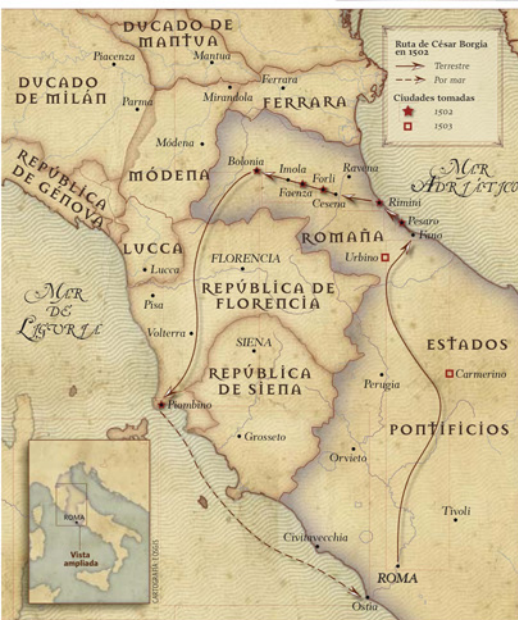 DUCADO DE
MANTUA
Piacenza
Mantua
DUCADO
DE MILÁN
Parma
Mirandola
Ferrara
FERRARA
Ruta de César Borgia
en 1502
Terrestre
Por mar
Ciudades tomadas
1502
1503
REPÚBLICA
DE GÉNOVA
Módena
MÓDENA
Bolonia
Imola
Faenza
Forli
Cesena
Ravena
Rimini
Pesaro
Fano
MAR
ADRIÁTICO
LUCCA
Lucca
FLORENCIA
ROMAÑA
Urbino
MAR
DE
LIGURIA
Pisa
REPÚBLICA DE
FLORENCIA
Volterra
SIENA
REPÚBLICA
DE SIENA
ESTADOS
Perugia
Carmerino
Piombino
Grosseto
PONTIFICIOS
Orvieto
Tivoli
Civitavecchia
ROMA
Ostia
ROMA
Vista
ampliada
CARTOGRAFÍA: EOSGIS